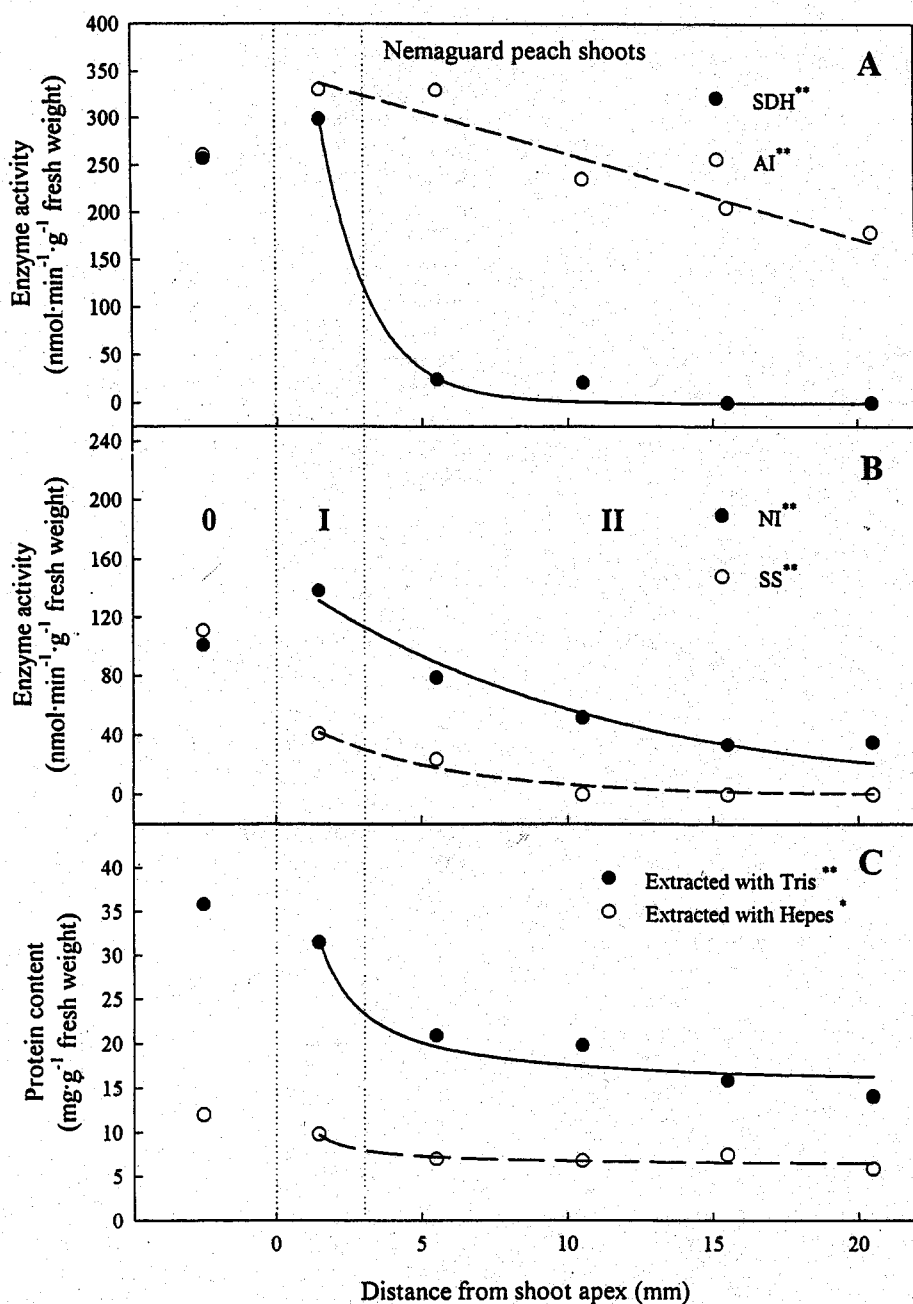 Nemaguard peach shoots
A
SDH**
AI**
Enzyme activity
(nmol·min⁻¹·g⁻¹ fresh weight)
400
350
300
250
200
150
100
50
0
B
0
I
II
NI**
SS**
Enzyme activity
(nmol·min⁻¹·g⁻¹ fresh weight)
240
200
160
120
80
40
0
C
Extracted with Tris**
Extracted with Hepes*
Protein content
(mg·g⁻¹ fresh weight)
40
35
30
25
20
15
10
5
0
0 5 10 15 20
Distance from shoot apex (mm)